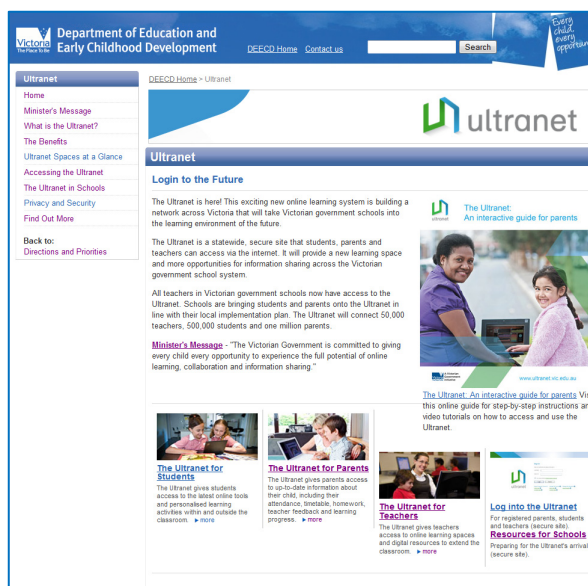 Victoria
The Place To Be
Department of Education and
Early Childhood Development
DEECD Home
Contact us
Search
Every
child,
every
opportun
Ultranet
Home
Minister's Message
What is the Ultranet?
The Benefits
Ultranet Spaces at a Glance
Accessing the Ultranet
The Ultranet in Schools
Privacy and Security
Find Out More
Back to:
Directions and Priorities
DEECD Home > Ultranet
ultranet
Ultranet
Login to the Future
The Ultranet is here! This exciting new online learning system is building a
network across Victoria that will take Victorian government schools into
the learning environment of the future.
The Ultranet is a statewide, secure site that students, parents and
teachers can access via the internet. It will provide a new learning space
and more opportunities for information sharing across the Victorian
government school system.
All teachers in Victorian government schools now have access to the
Ultranet. Schools are bringing students and parents onto the Ultranet in
line with their local implementation plan. The Ultranet will connect 50,000
teachers, 500,000 students and one million parents.
Minister's Message - "The Victorian Government is committed to giving
every child every opportunity to experience the full potential of online
learning, collaboration and information sharing."
ultranet
The Ultranet:
An interactive guide for parents
www.ultranet.vic.edu.au
The Ultranet: An interactive guide for parents Vis
this online guide for step-by-step instructions an
video tutorials on how to access and use the
Ultranet.
The Ultranet for
Students
The Ultranet gives students
access to the latest online tools
and personalised learning
activities within and outside the
classroom. ▶ more
The Ultranet for Parents
The Ultranet gives parents access
to up-to-date information about
their child, including their
attendance, timetable, homework,
teacher feedback and learning
progress. ▶ more
The Ultranet for
Teachers
The Ultranet gives teachers
access to online learning spaces
and digital resources to extend the
classroom. ▶ more
ultranet
Log into the Ultranet
For registered parents, students
and teachers (secure site).
Resources for Schools
Preparing for the Ultranet's arrival
(secure site).